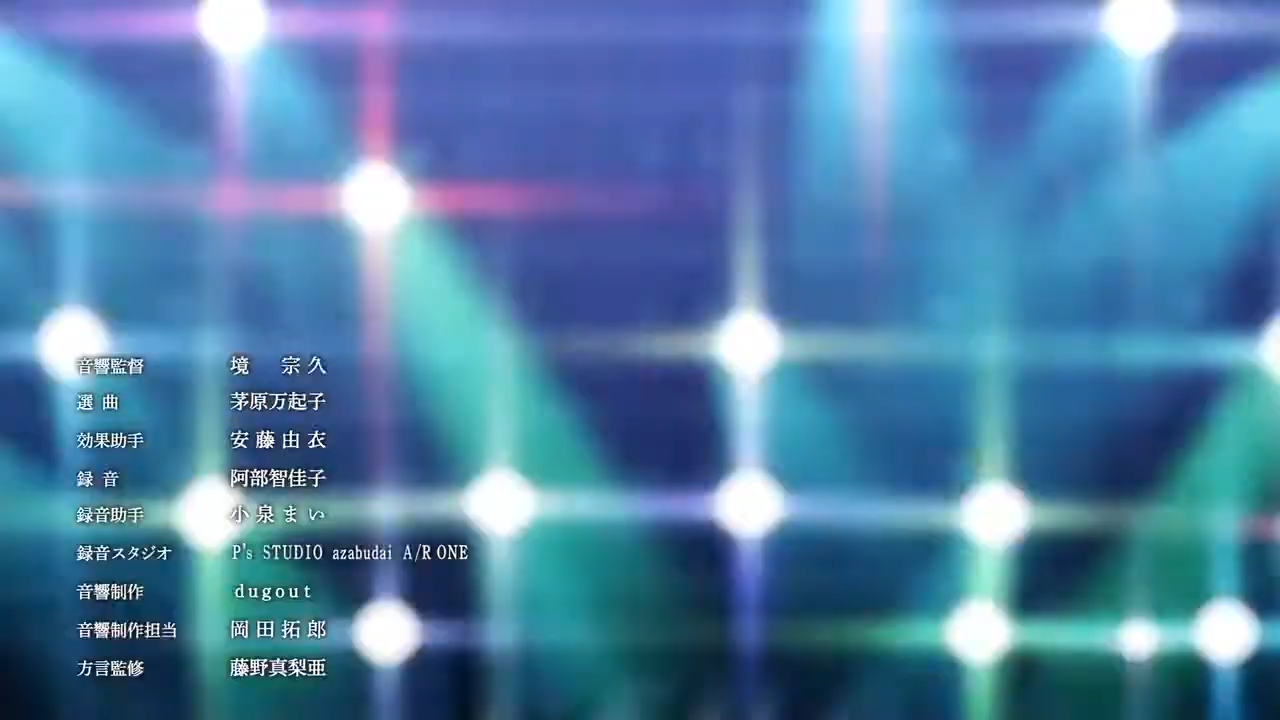 音響監督 境 宗久
選曲 茅原万起子
効果助手 安藤由衣
録音 阿部智佳子
録音助手 小泉まい
録音スタジオ P's STUDIO azabudai A/R ONE
音響制作 dugout
音響制作担当 岡田拓郎
方言監修 藤野真梨亜